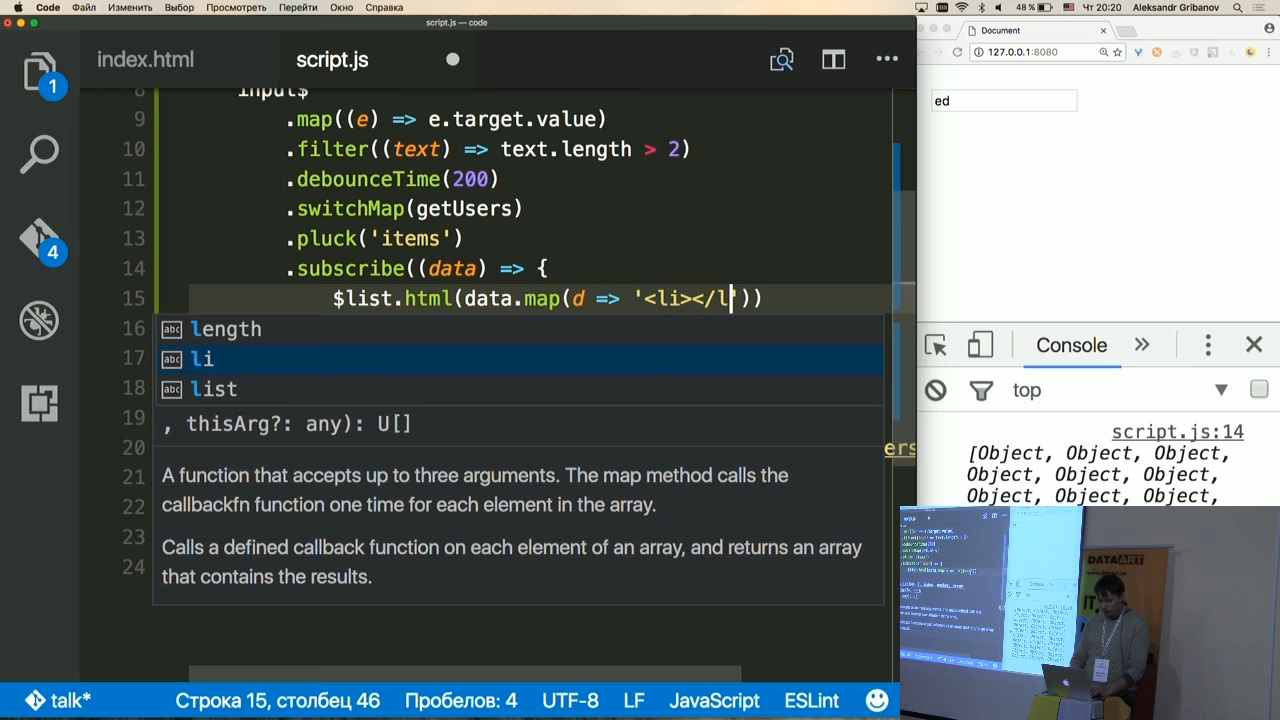 Code Файл Изменить Выбор Просмотреть Перейти Окно Справка
48 % Чт 20:20 Aleksandr Gribanov
script.js — code
index.html
script.js
1
4
8 input$
9 .map((e) => e.target.value)
10 .filter((text) => text.length > 2)
11 .debounceTime(200)
12 .switchMap(getUsers)
13 .pluck('items')
14 .subscribe((data) => {
15 $list.html(data.map(d => '<li></l'))
16
17
18
19
20 ers
21
22
23
24
length
li
list
, thisArg?: any): U[]
A function that accepts up to three arguments. The map method calls the
callbackfn function one time for each element in the array.
Calls a defined callback function on each element of an array, and returns an array
that contains the results.
talk* Строка 15, столбец 46 Пробелов: 4 UTF-8 LF JavaScript ESLint
Document
127.0.0.1:8080
ed
Console
top
script.js:14
[Object, Object, Object,
Object, Object, Object,
Object, Object, Object,
DATAART